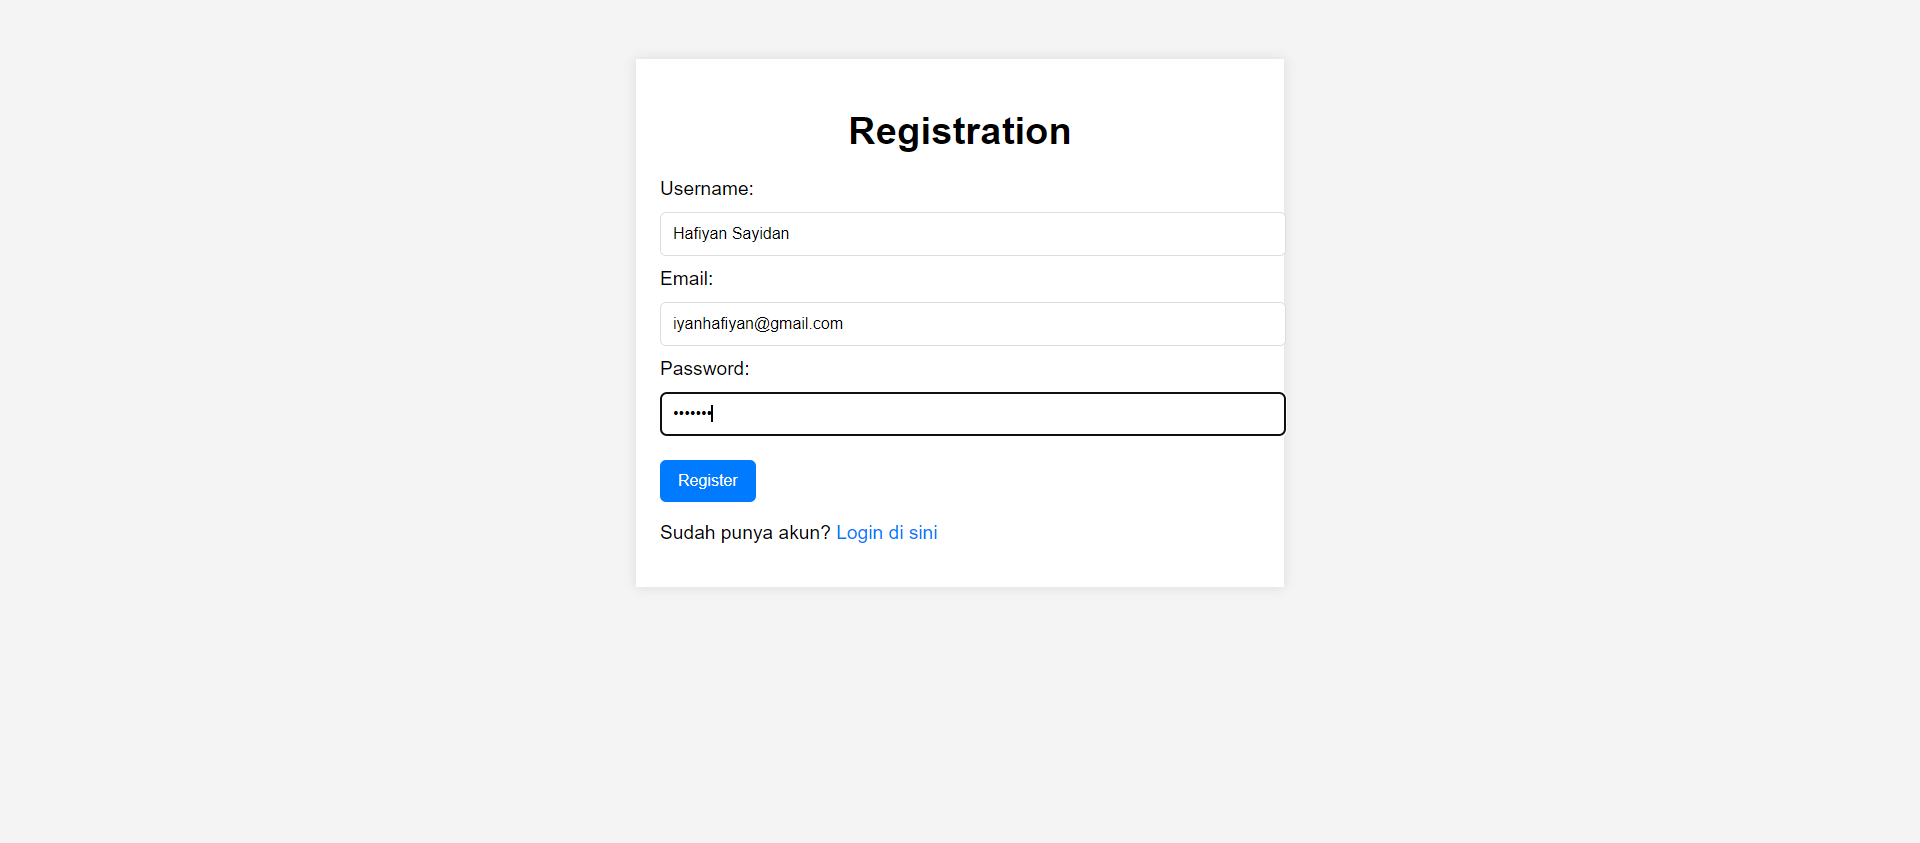 Registration
Username:
Hafiyan Sayidan
Email:
iyanhafiyan@gmail.com
Password:
•••••••
Register
Sudah punya akun? Login di sini